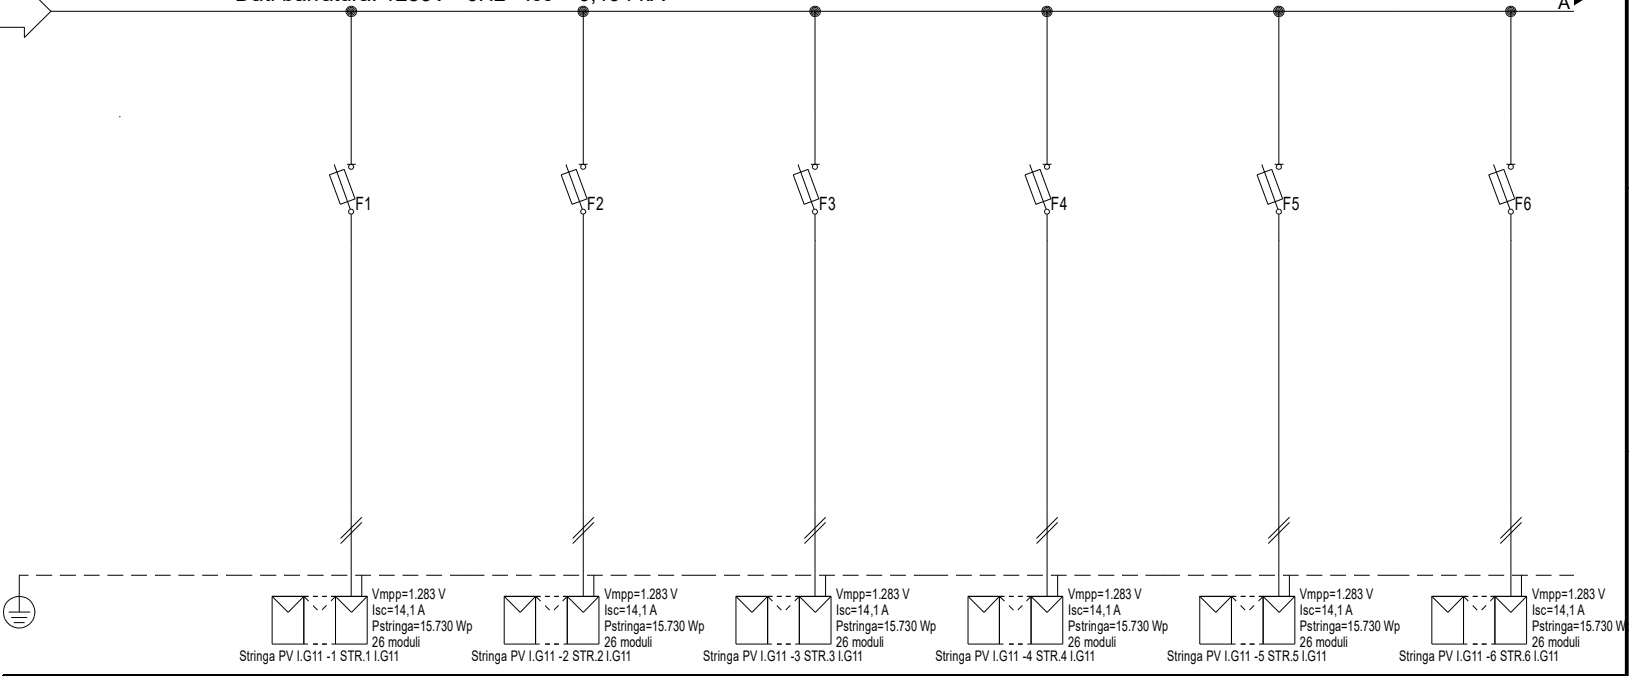 A
F1
F2
F3
F4
F5
F6
Vmpp=1.283 V
Isc=14,1 A
Pstringa=15.730 Wp
26 moduli
Stringa PV I.G11 -1 STR.1 I.G11
Vmpp=1.283 V
Isc=14,1 A
Pstringa=15.730 Wp
26 moduli
Stringa PV I.G11 -2 STR.2 I.G11
Vmpp=1.283 V
Isc=14,1 A
Pstringa=15.730 Wp
26 moduli
Stringa PV I.G11 -3 STR.3 I.G11
Vmpp=1.283 V
Isc=14,1 A
Pstringa=15.730 Wp
26 moduli
Stringa PV I.G11 -4 STR.4 I.G11
Vmpp=1.283 V
Isc=14,1 A
Pstringa=15.730 Wp
26 moduli
Stringa PV I.G11 -5 STR.5 I.G11
Vmpp=1.283 V
Isc=14,1 A
Pstringa=15.730 W
26 moduli
Stringa PV I.G11 -6 STR.6 I.G11